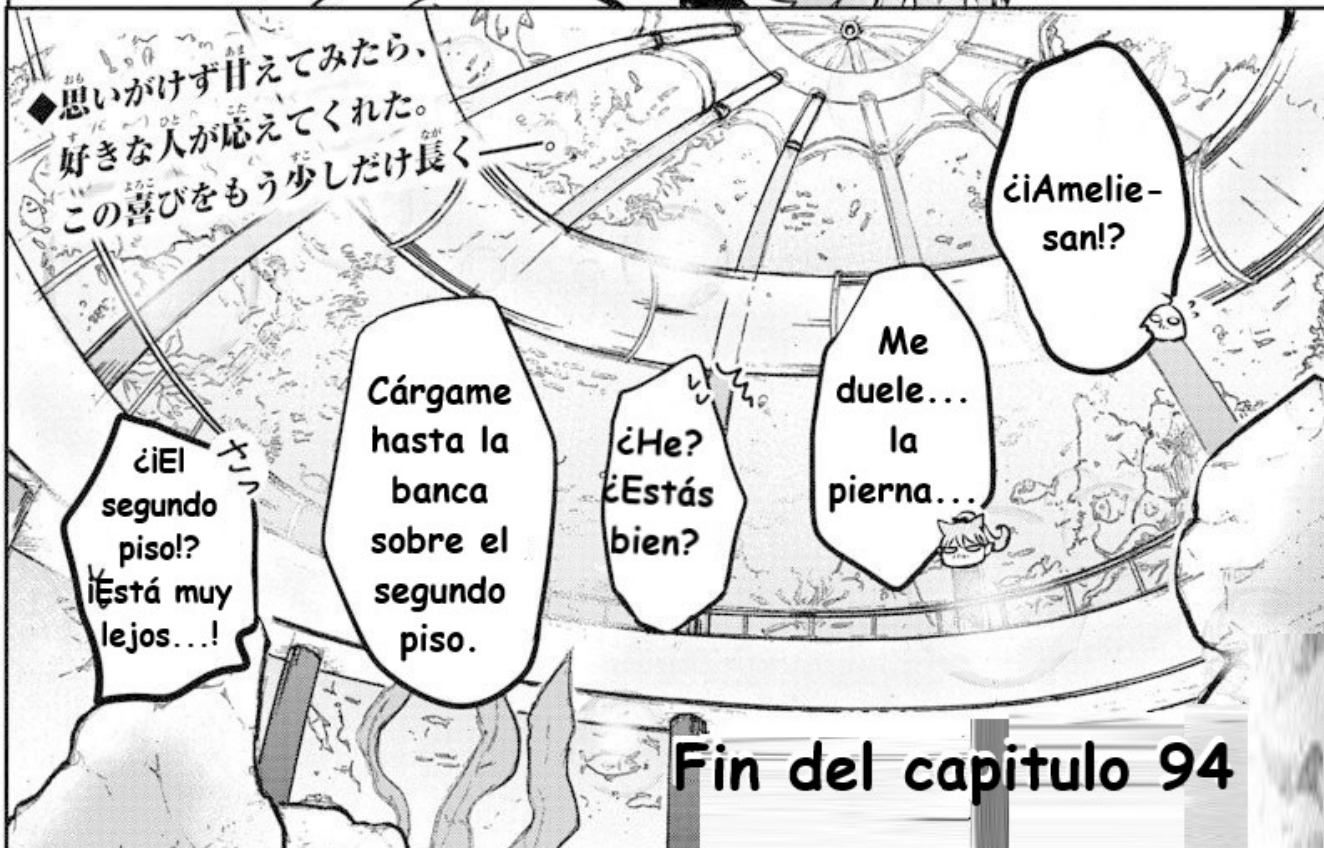 ◆思いがけず甘えてみたら、
好きな人が応えてくれた。
この喜びをもう少しだけ長く――。
¿¡Amelie-
san!?
Me
duele...
la
pierna...
¿He?
¿Estás
bien?
Cárgame
hasta la
banca
sobre el
segundo
piso.
さっ
¿¡El
segundo
piso!?
¡Está muy
lejos...!
Fin del capitulo 94